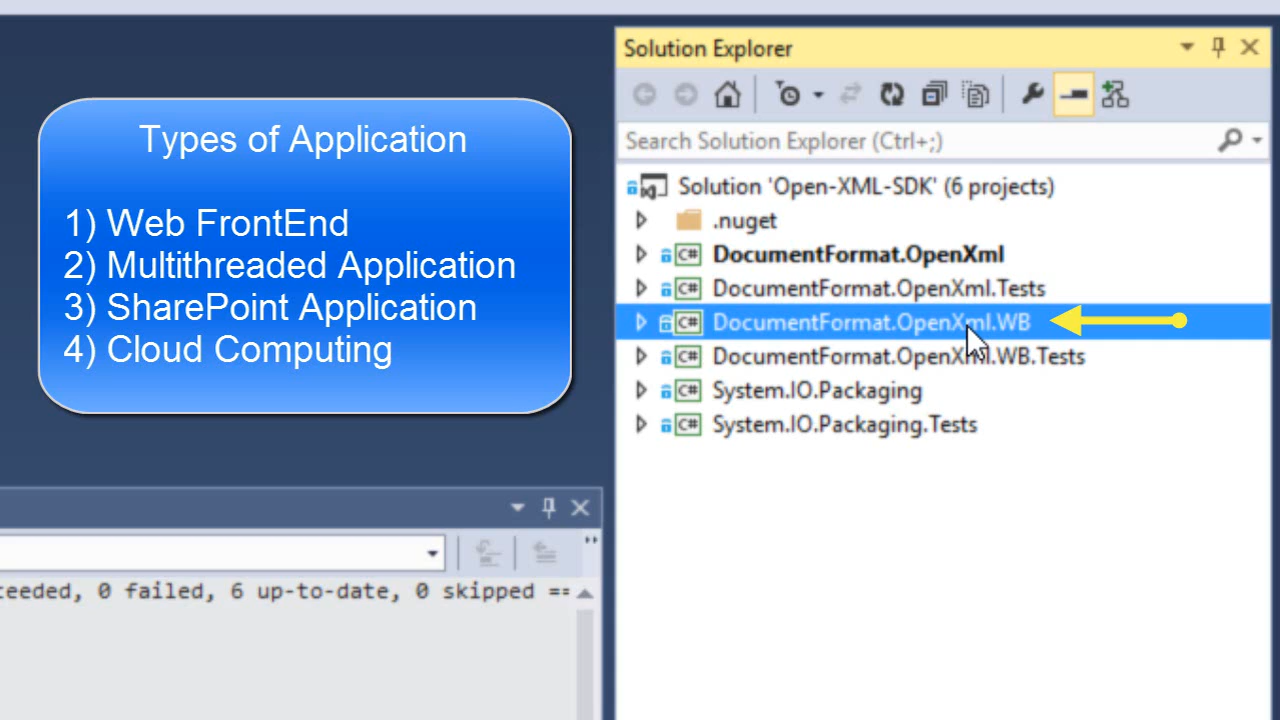 Types of Application
1) Web FrontEnd
2) Multithreaded Application
3) SharePoint Application
4) Cloud Computing
Solution Explorer
Search Solution Explorer (Ctrl+;)
Solution 'Open-XML-SDK' (6 projects)
.nuget
C# DocumentFormat.OpenXml
C# DocumentFormat.OpenXml.Tests
C# DocumentFormat.OpenXml.WB
C# DocumentFormat.OpenXml.WB.Tests
C# System.IO.Packaging
C# System.IO.Packaging.Tests
ceeded, 0 failed, 6 up-to-date, 0 skipped ==